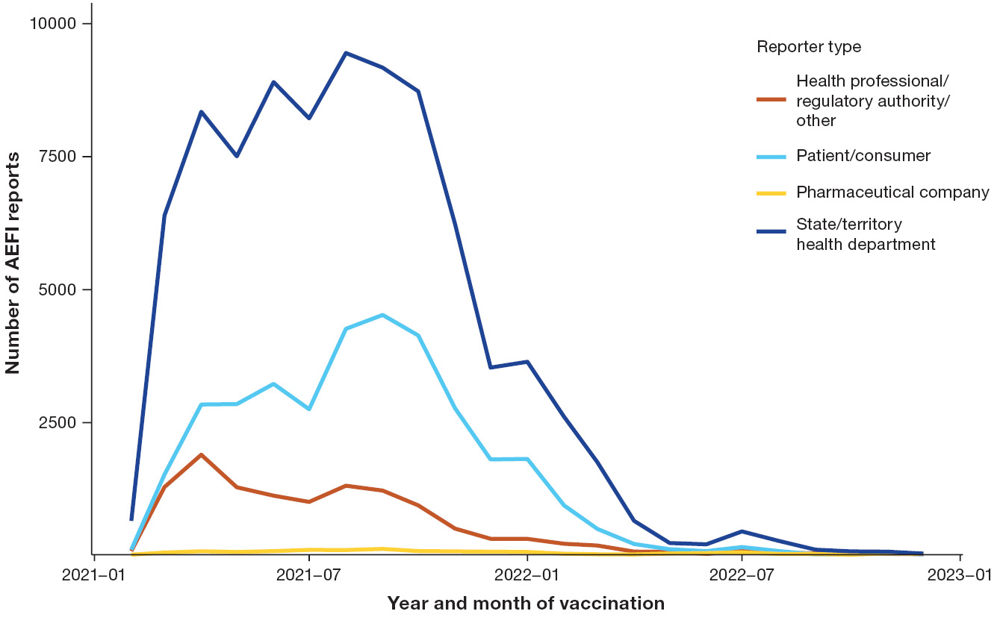 10000
7500
5000
2500
Number of AEFI reports
2021–01
2021–07
2022–01
2022–07
2023–01
Year and month of vaccination
Reporter type
Health professional/
regulatory authority/
other
Patient/consumer
Pharmaceutical company
State/territory
health department